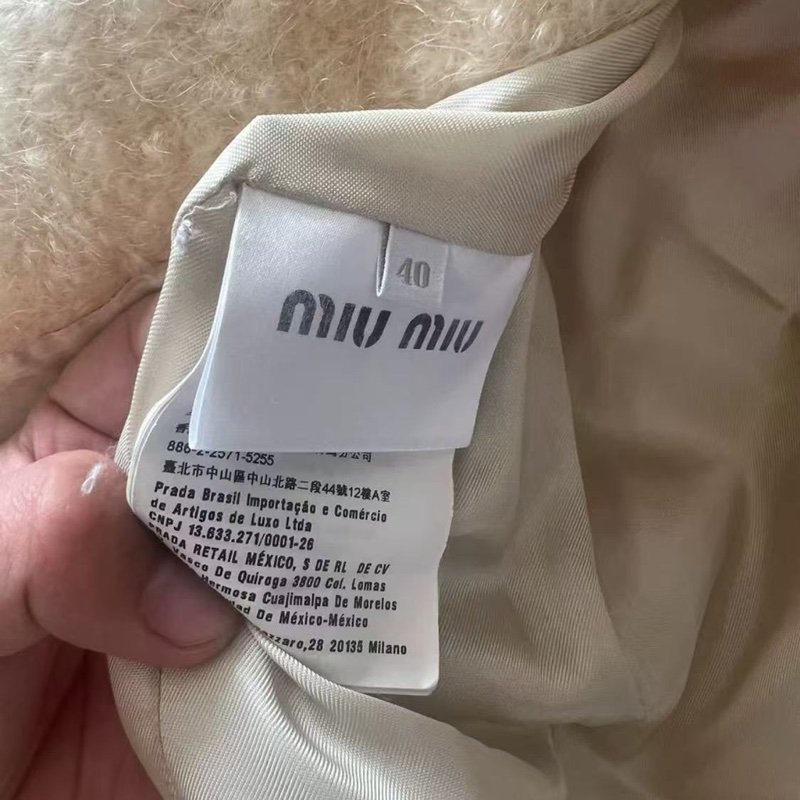 40
miu miu
886-2-2571-5255
臺北市中山區中山北路二段44號12樓A室
Prada Brasil Importação e Comércio
de Artigos de Luxo Ltda
CNPJ 13.633.271/0001-26
PRADA RETAIL MÉXICO, S DE RL DE CV
Vasco De Quiroga 3800 Col. Lomas
Hermosa Cuajimalpa De Morelos
De México-México
28 20135 Milano